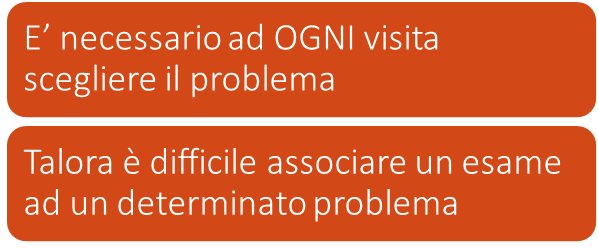 E’ necessario ad OGNI visita
scegliere il problema
Talora è difficile associare un esame
ad un determinato problema